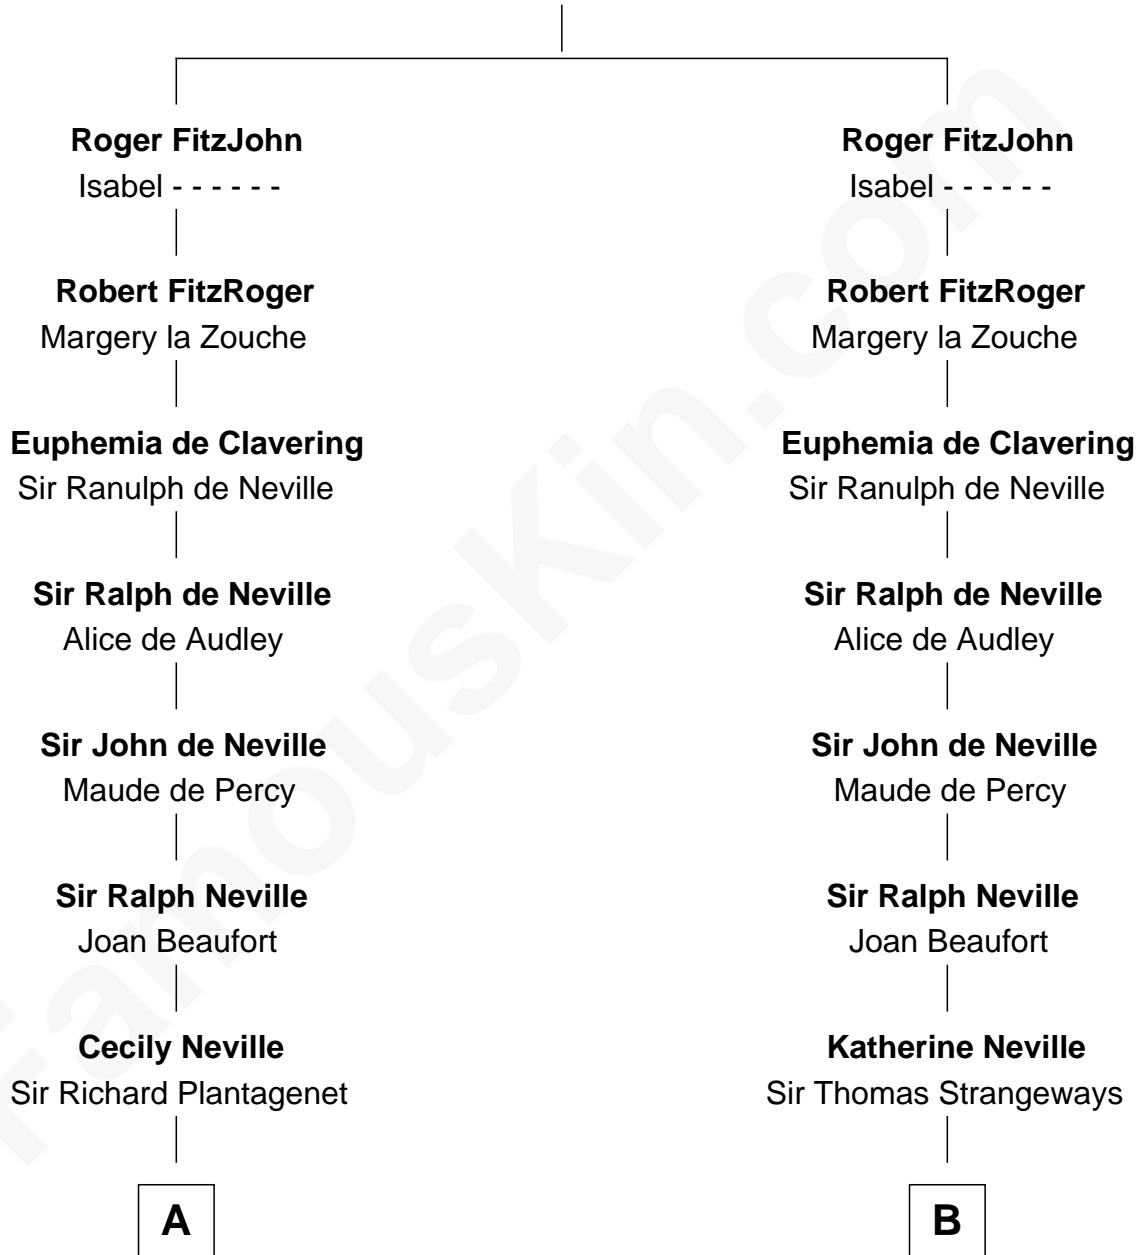 Roger FitzJohn
Isabel - - - - - -
Robert FitzRoger
Margery la Zouche
Euphemia de Clavering
Sir Ranulph de Neville
Sir Ralph de Neville
Alice de Audley
Sir John de Neville
Maude de Percy
Sir Ralph Neville
Joan Beaufort
Cecily Neville
Sir Richard Plantagenet
A
Roger FitzJohn
Isabel - - - - - -
Robert FitzRoger
Margery la Zouche
Euphemia de Clavering
Sir Ranulph de Neville
Sir Ralph de Neville
Alice de Audley
Sir John de Neville
Maude de Percy
Sir Ralph Neville
Joan Beaufort
Katherine Neville
Sir Thomas Strangeways
B
FamousKin.com